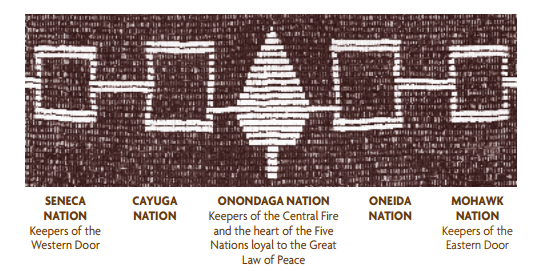 SENECA
NATION
Keepers of the
Western Door
CAYUGA
NATION
ONONDAGA NATION
Keepers of the Central Fire
and the heart of the Five
Nations loyal to the Great
Law of Peace
ONEIDA
NATION
MOHAWK
NATION
Keepers of the
Eastern Door